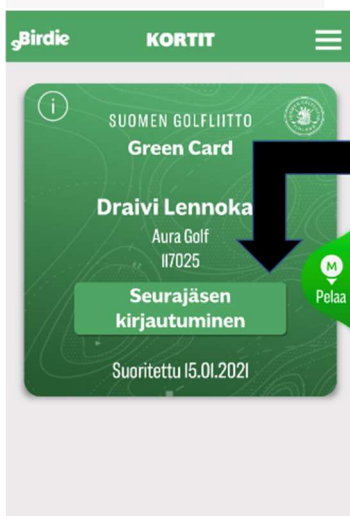 Birdie
KORTIT
i
SUOMEN GOLFLIITTO
Green Card
Draivi Lennoka
Aura Golf
117025
Seurajäsen
kirjautuminen
M
Pelaa
Suoritettu 15.01.2021